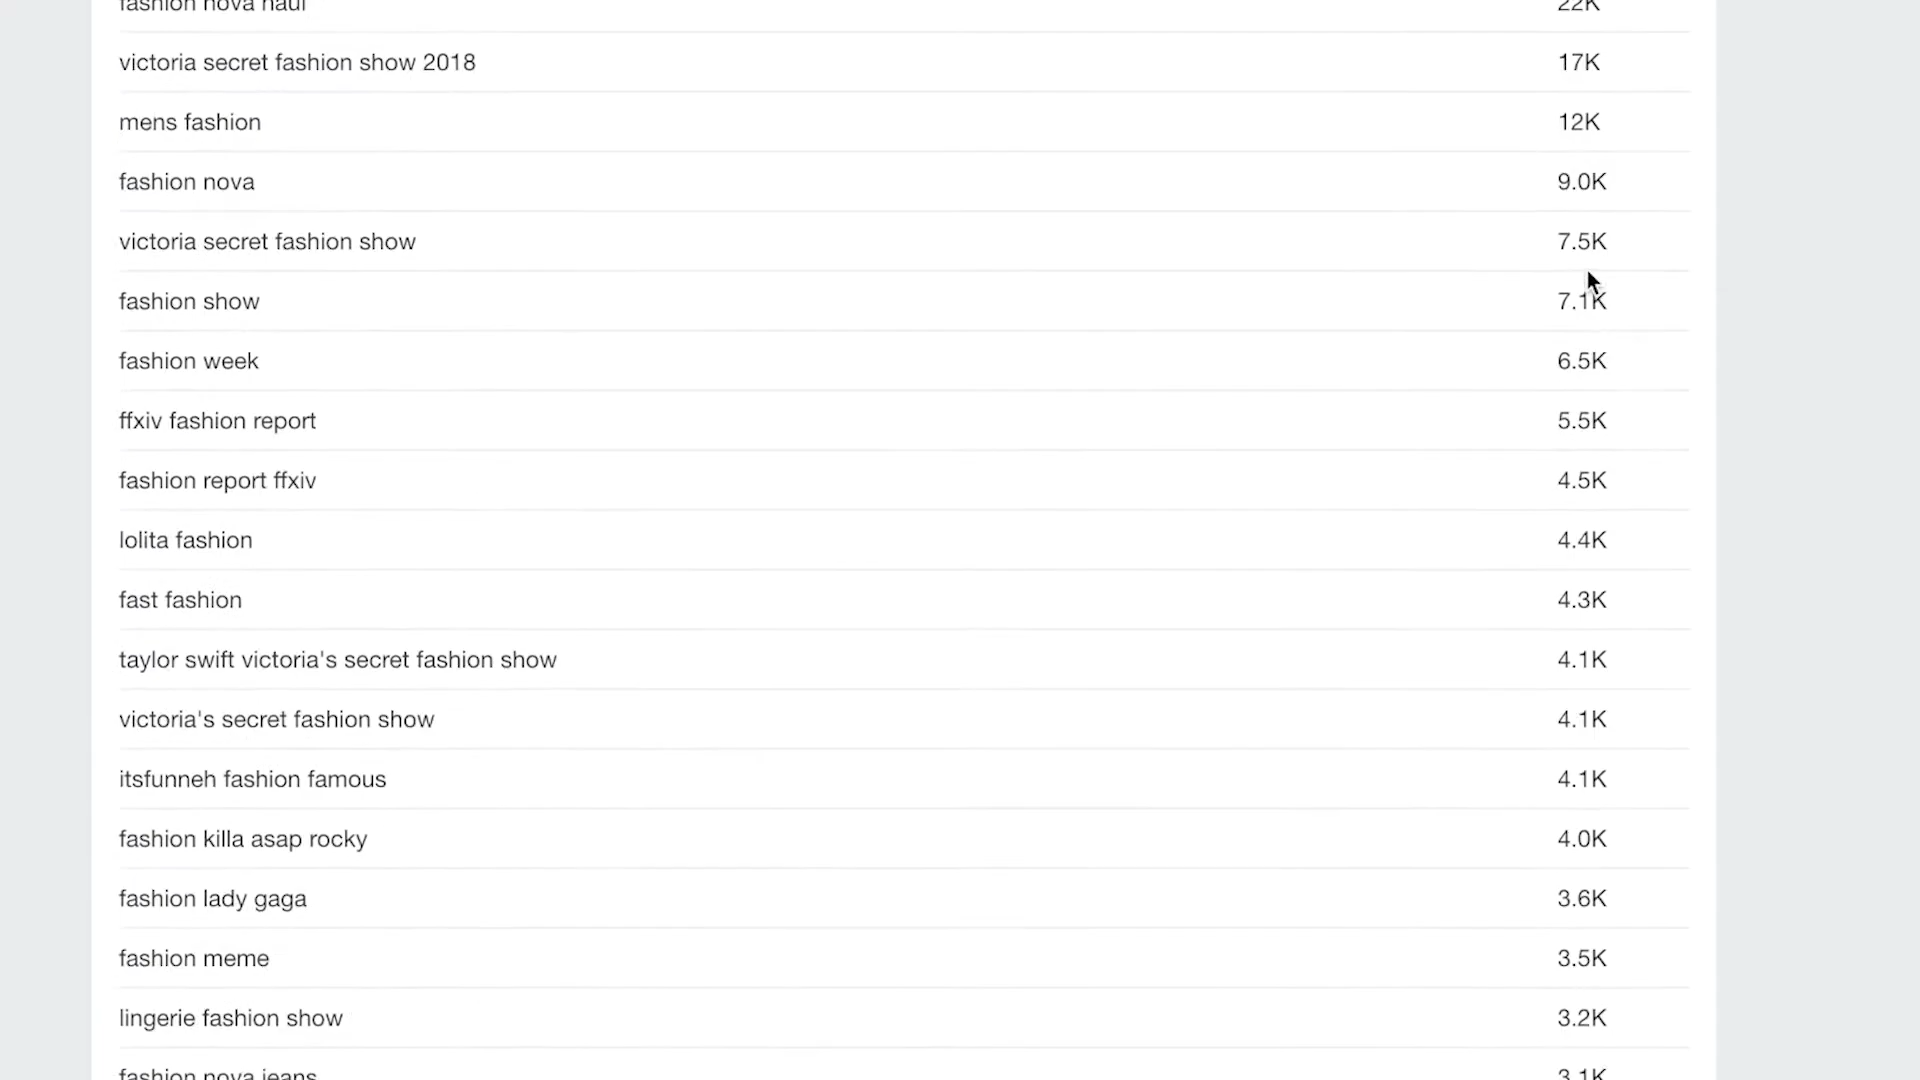 fashion nova haul 22K
victoria secret fashion show 2018 17K
mens fashion 12K
fashion nova 9.0K
victoria secret fashion show 7.5K
fashion show 7.1K
fashion week 6.5K
ffxiv fashion report 5.5K
fashion report ffxiv 4.5K
lolita fashion 4.4K
fast fashion 4.3K
taylor swift victoria's secret fashion show 4.1K
victoria's secret fashion show 4.1K
itsfunneh fashion famous 4.1K
fashion killa asap rocky 4.0K
fashion lady gaga 3.6K
fashion meme 3.5K
lingerie fashion show 3.2K
fashion nova jeans 3.1K